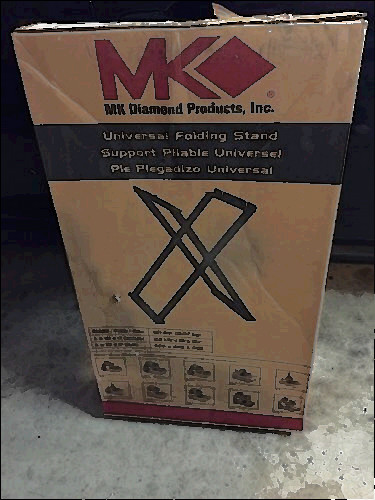 MK
®
MK Diamond Products, Inc.
Universal Folding Stand
Support Pliable Universel
Pie Plegadizo Universal